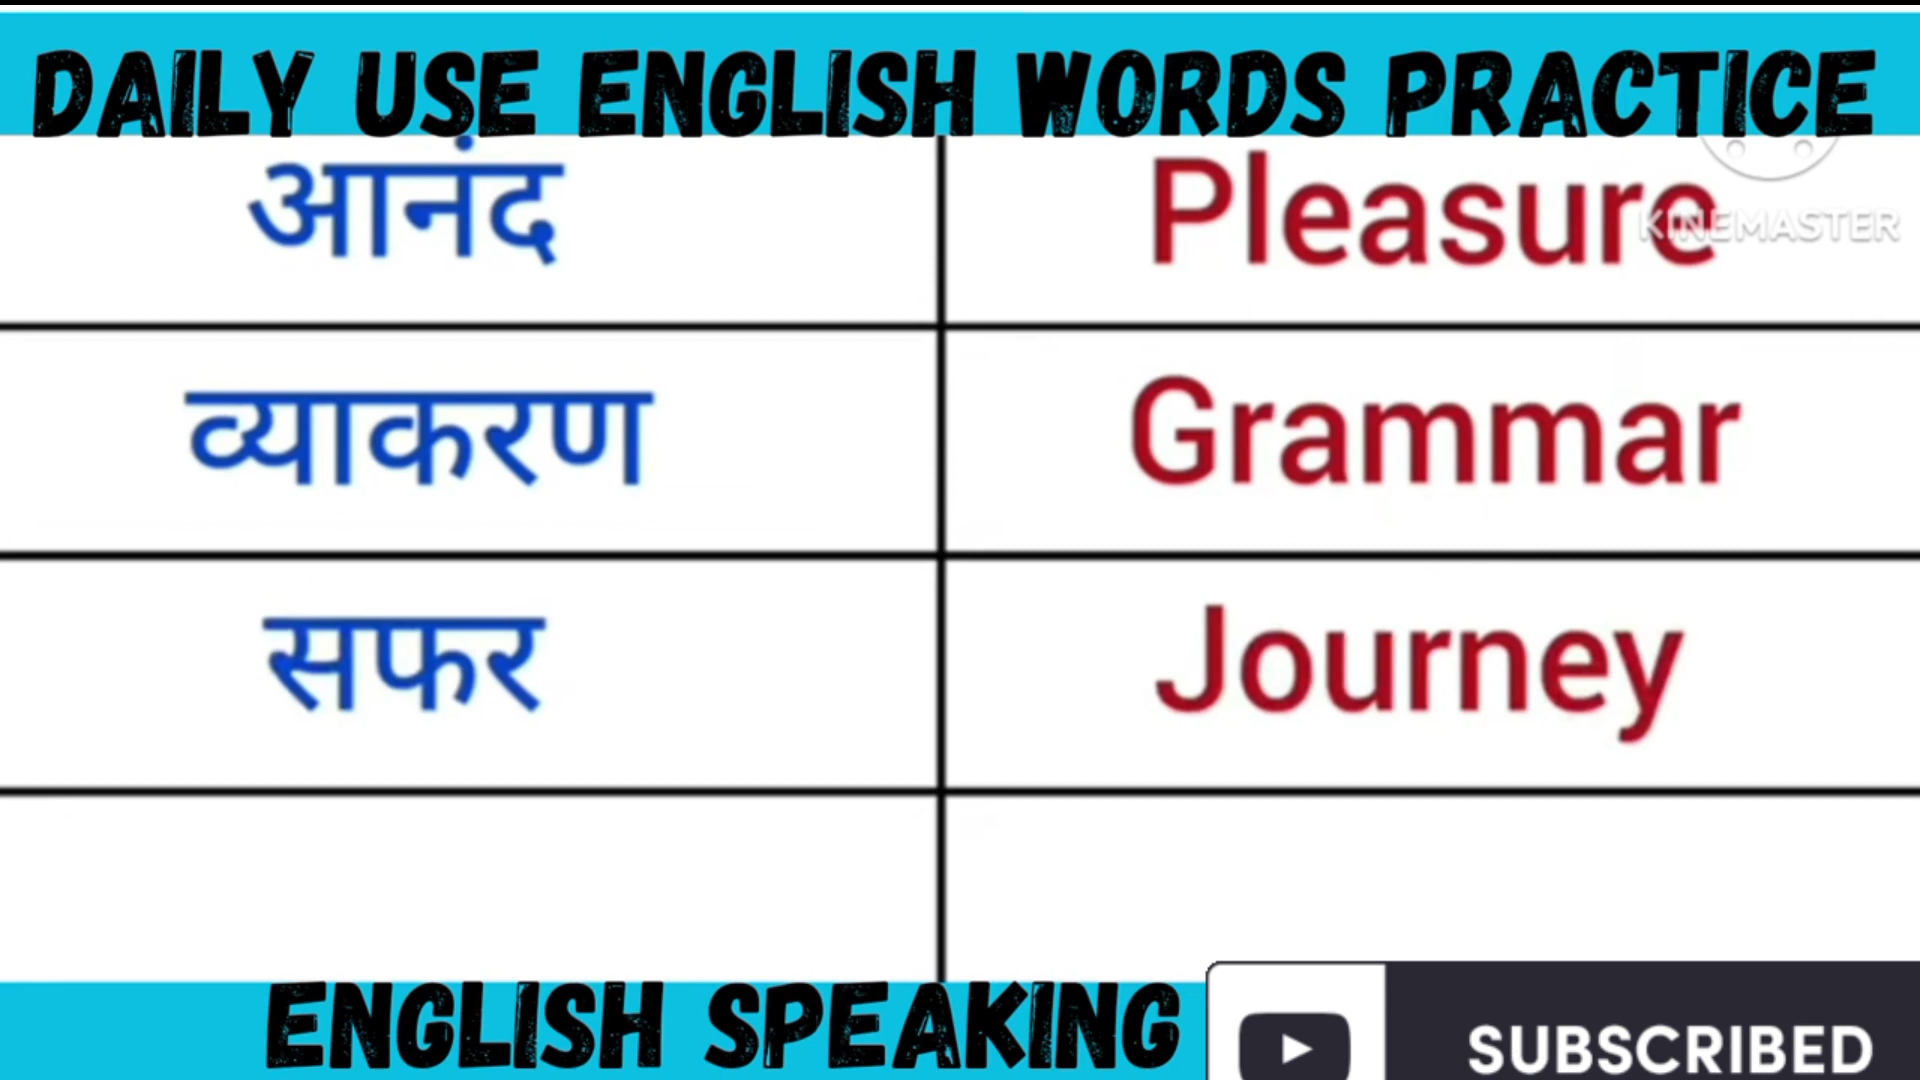 DAILY USE ENGLISH WORDS PRACTICE
आनंद Pleasure
KINEMASTER
व्याकरण Grammar
सफर Journey
ENGLISH SPEAKING
SUBSCRIBED